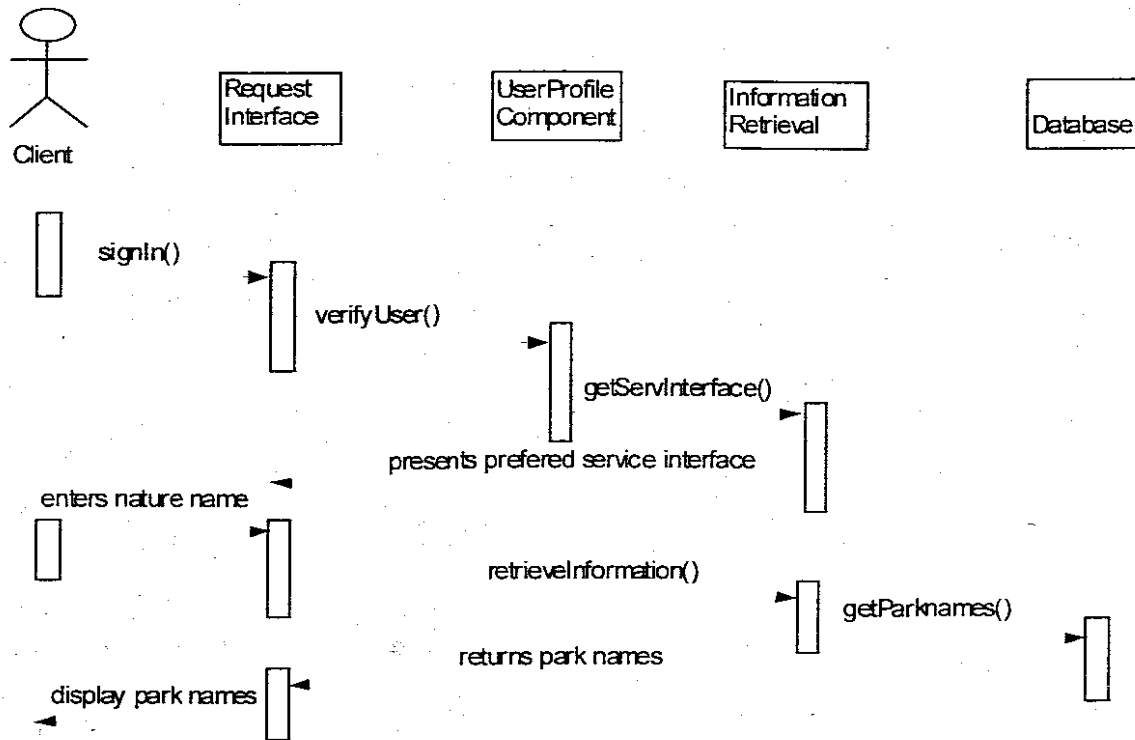 Request
Interface
UserProfile
Component
Information
Retrieval
Database
Client
signIn()
verifyUser()
getServInterface()
presents prefered service interface
enters nature name
retrieveInformation()
getParknames()
returns park names
display park names